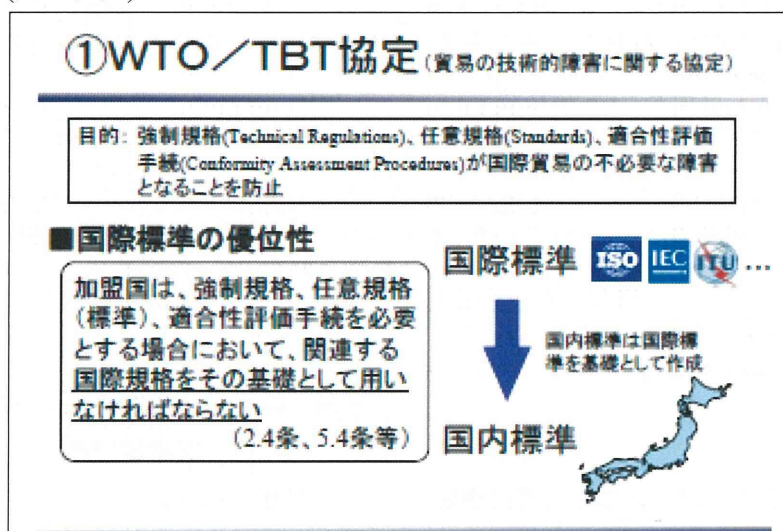 ①WTO／TBT協定(貿易の技術的障害に関する協定)
目的: 強制規格(Technical Regulations)、任意規格(Standards)、適合性評価
手続(Conformity Assessment Procedures)が国際貿易の不必要な障害
となることを防止
■国際標準の優位性
加盟国は、強制規格、任意規格
（標準）、適合性評価手続を必要
とする場合において、関連する
国際規格をその基礎として用い
なければならない
（2.4条、5.4条等）
国際標準 ISO IEC ITU …
国内標準は国際標
準を基礎として作成
国内標準